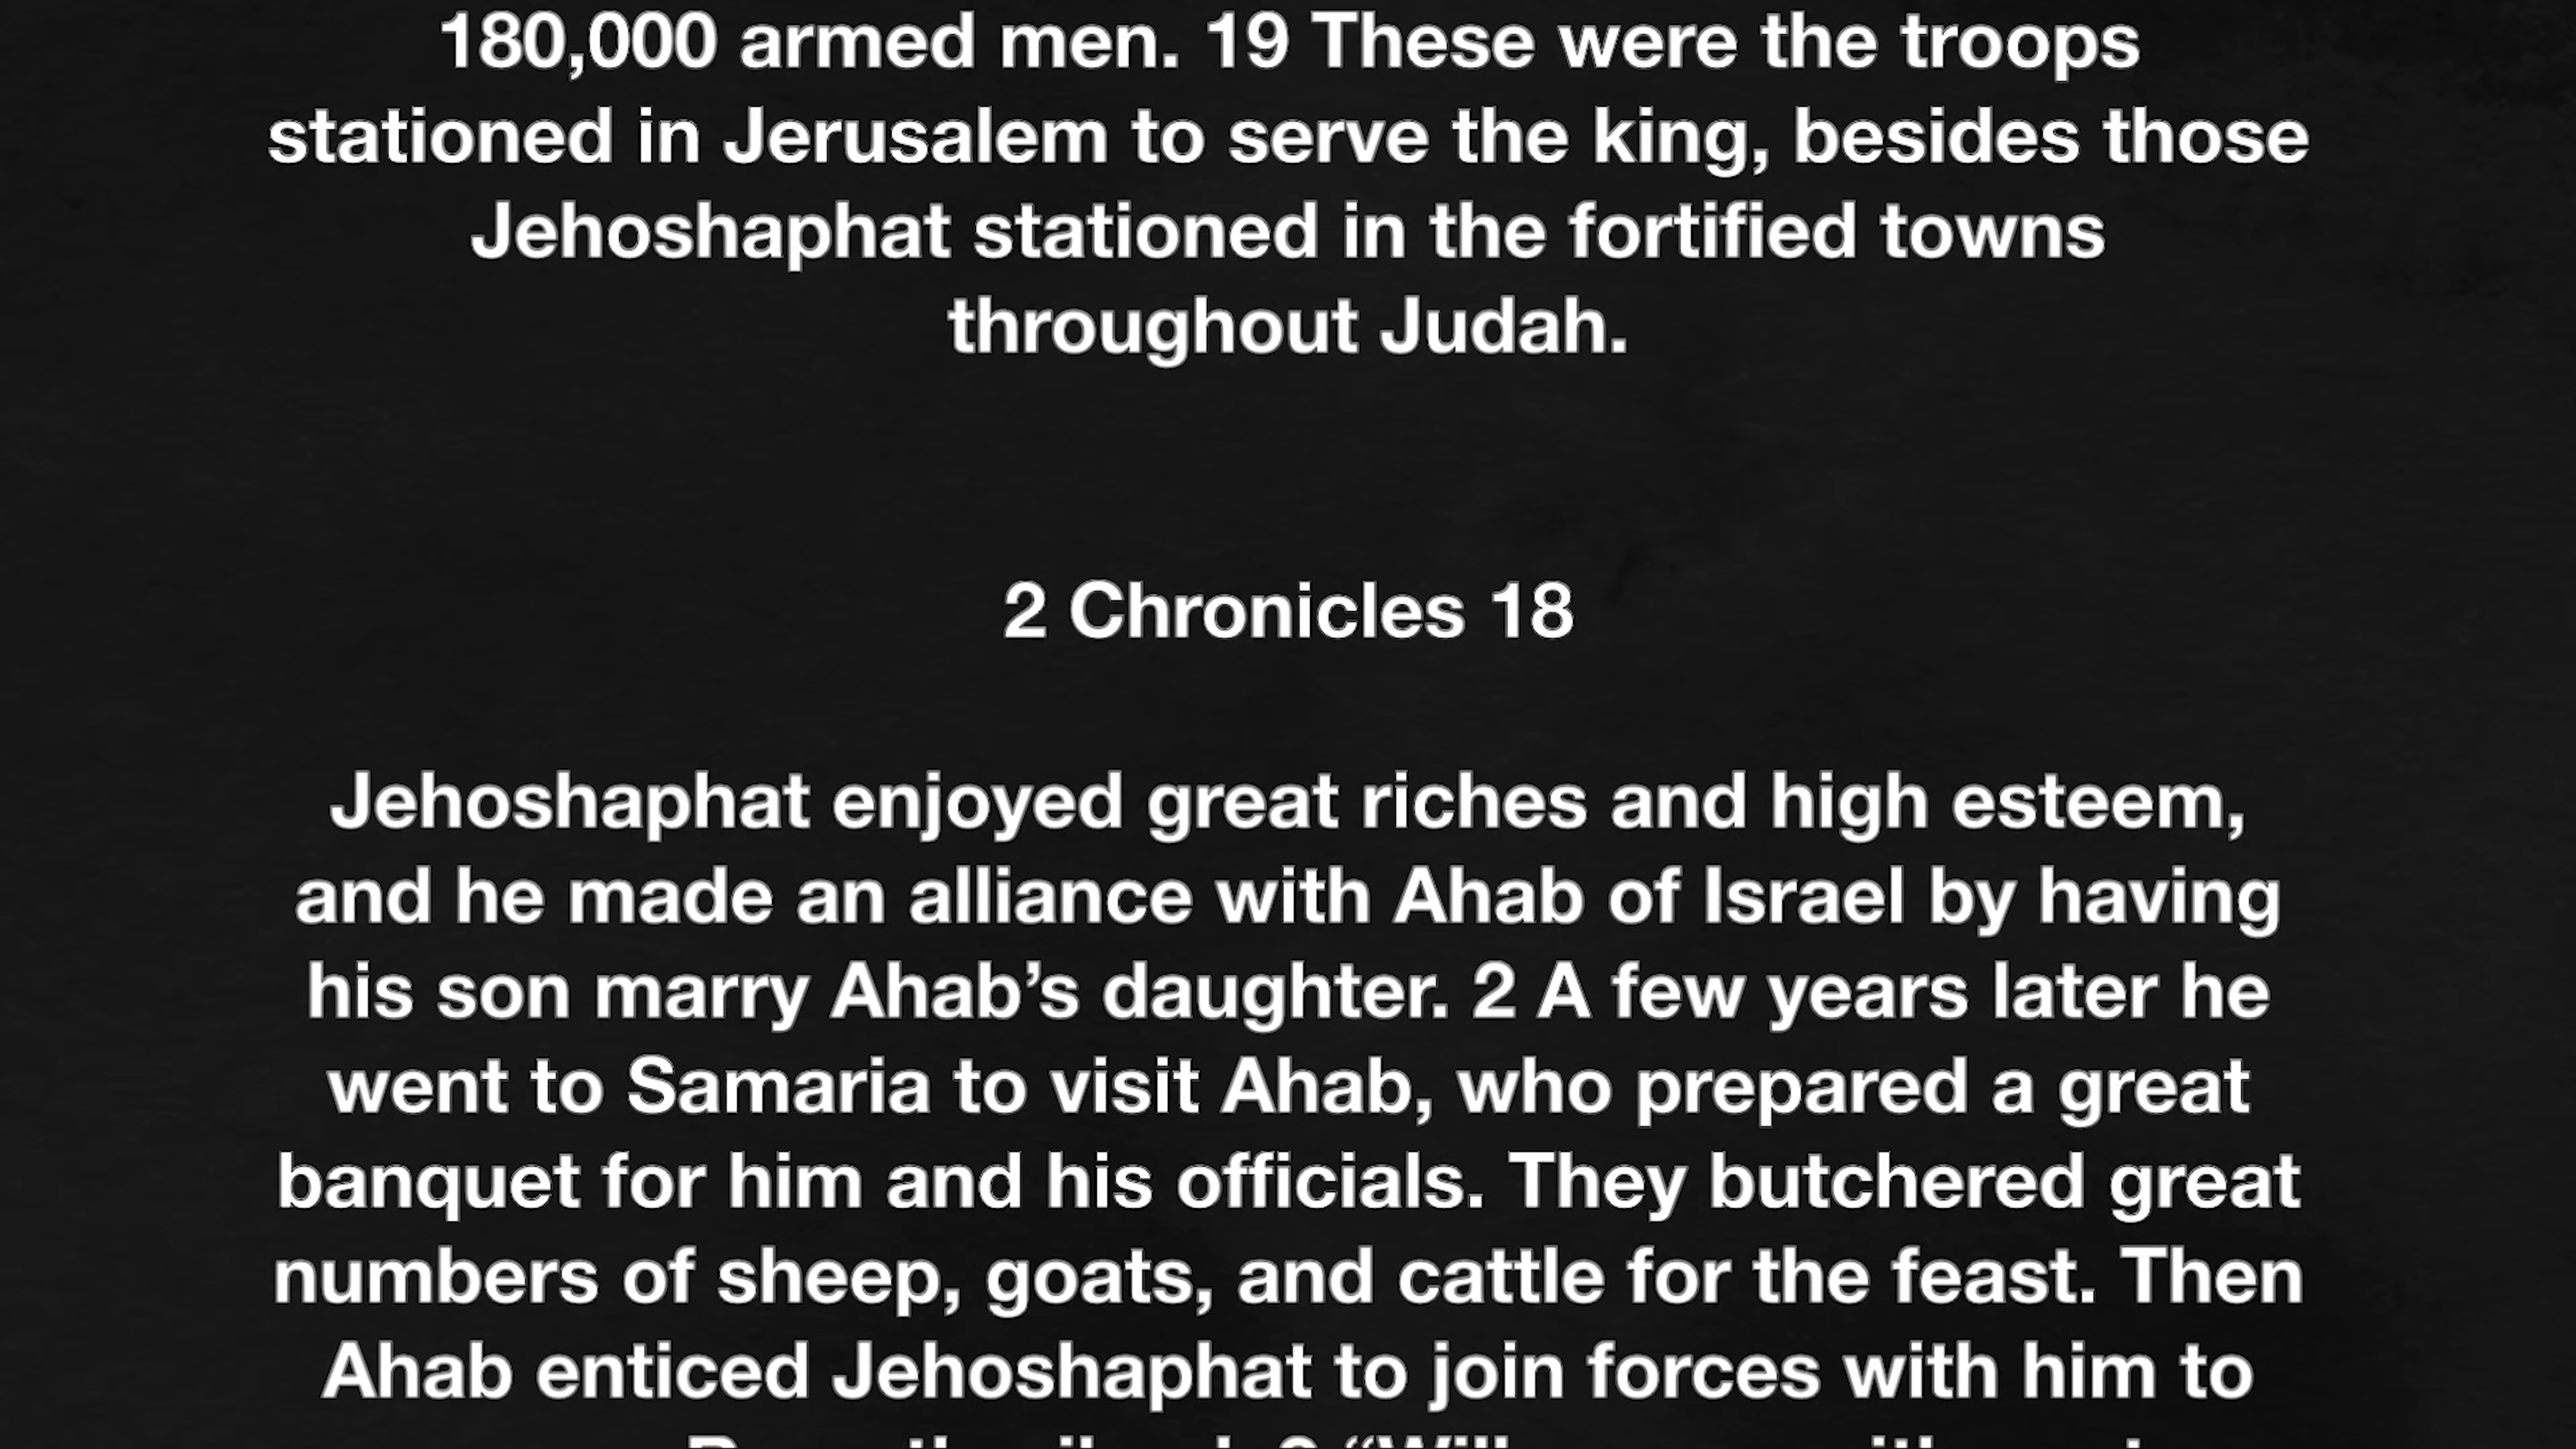 180,000 armed men. 19 These were the troops
stationed in Jerusalem to serve the king, besides those
Jehoshaphat stationed in the fortified towns
throughout Judah.
2 Chronicles 18
Jehoshaphat enjoyed great riches and high esteem,
and he made an alliance with Ahab of Israel by having
his son marry Ahab’s daughter. 2 A few years later he
went to Samaria to visit Ahab, who prepared a great
banquet for him and his officials. They butchered great
numbers of sheep, goats, and cattle for the feast. Then
Ahab enticed Jehoshaphat to join forces with him to